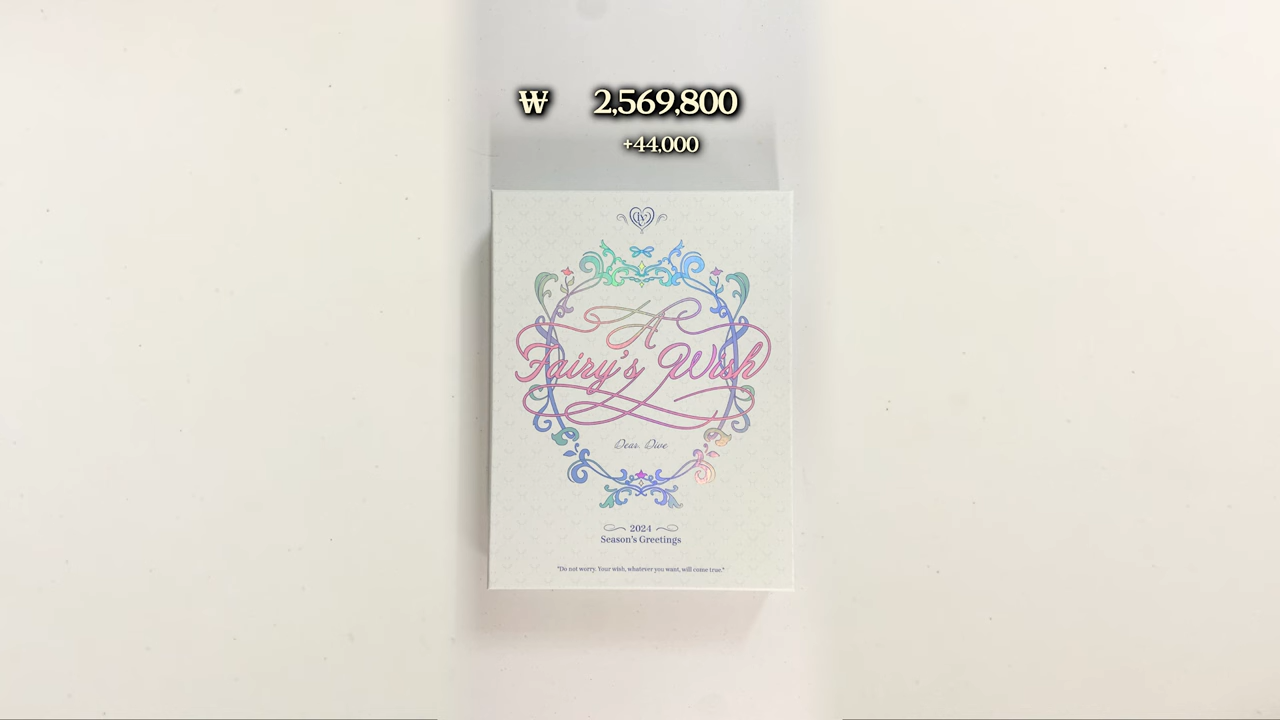 ₩ 2,569,800
+44,000
IV
A
Fairy's Wish
Dear. Dive
2024
Season's Greetings
"Do not worry. Your wish, whatever you want, will come true."